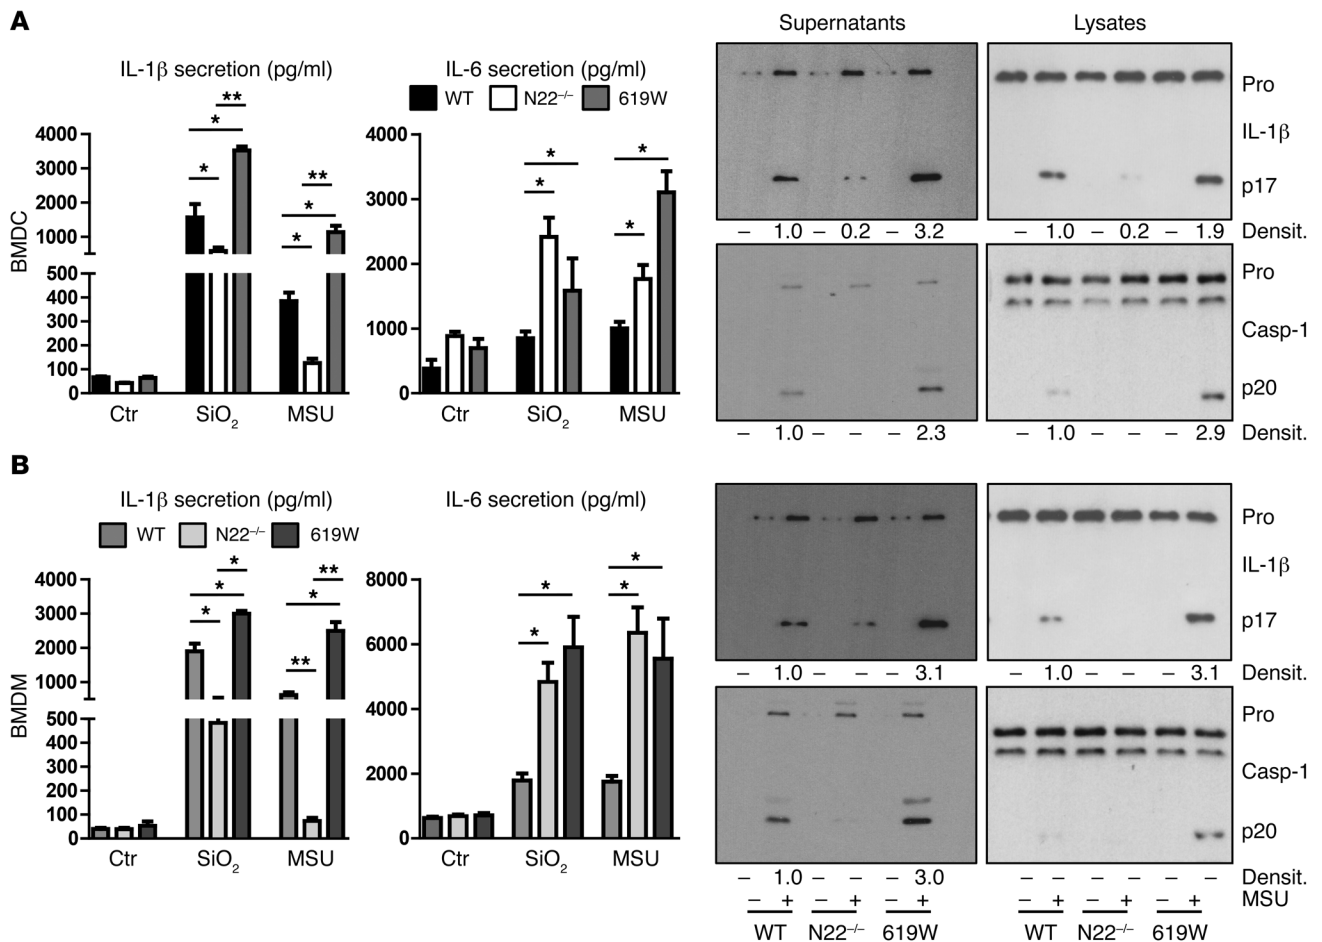 A
Supernatants Lysates
IL-1β secretion (pg/ml) IL-6 secretion (pg/ml)
WT N22–/– 619W
** * * ** * *
* * * *
4000 3000 2000 1000 500 400 300 200 100 0
BMDC
4000 3000 2000 1000 0
Ctr SiO2 MSU
Ctr SiO2 MSU
Pro
IL-1β
p17
– 1.0 – 0.2 – 3.2 – 1.0 – 0.2 – 1.9 Densit.
Pro
Casp-1
p20
– 1.0 – – – 2.3 – 1.0 – – – 2.9 Densit.
B
IL-1β secretion (pg/ml) IL-6 secretion (pg/ml)
WT N22–/– 619W
* * * ** * **
* * * *
4000 3000 2000 1000 500 400 300 200 100 0
BMDM
8000 6000 4000 2000 0
Ctr SiO2 MSU
Ctr SiO2 MSU
Pro
IL-1β
p17
– 1.0 – – – 3.1 – 1.0 – – – 3.1 Densit.
Pro
Casp-1
p20
– 1.0 – – – 3.0 – – – – – – Densit.
– + – + – + – + – + – + MSU
WT N22–/– 619W WT N22–/– 619W